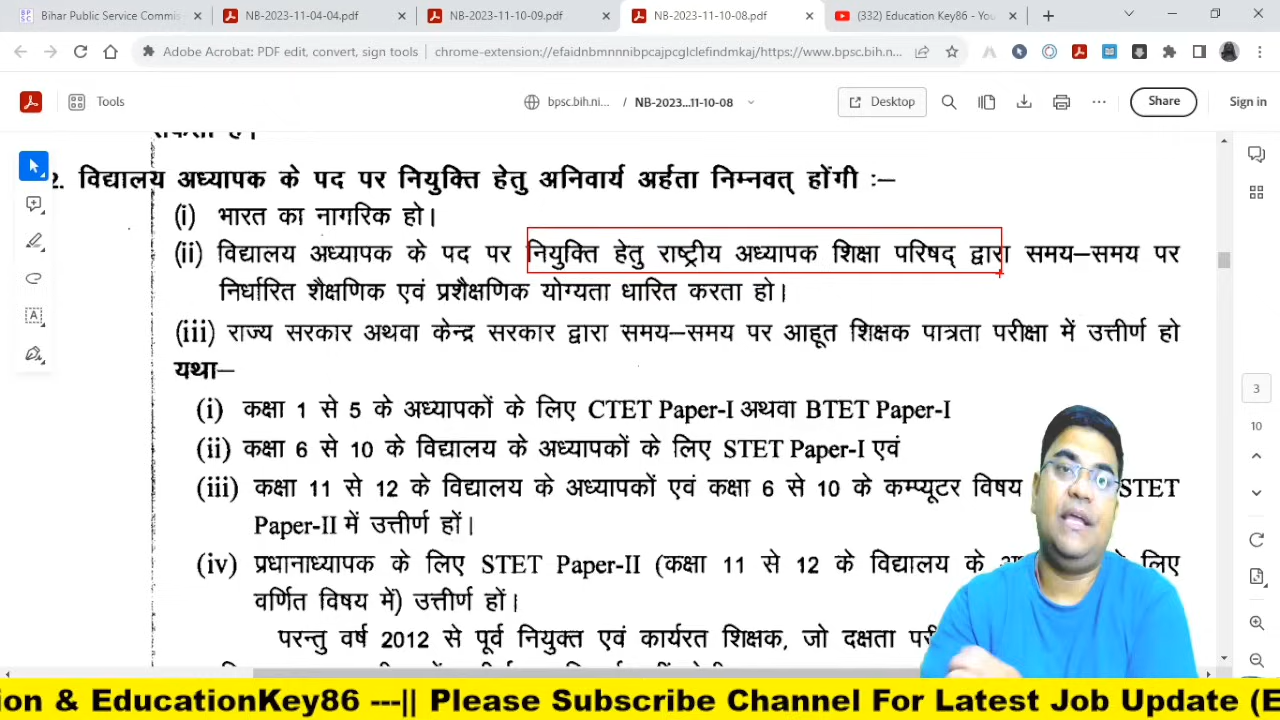 Bihar Public Service Commis
NB-2023-11-04-04.pdf
NB-2023-11-10-09.pdf
NB-2023-11-10-08.pdf
(332) Education Key86 - You
Adobe Acrobat: PDF edit, convert, sign tools
chrome-extension://efaidnbmnnnibpcajpcglclefindmkaj/https://www.bpsc.bih.ni...
Tools
bpsc.bih.ni... / NB-2023...11-10-08
Desktop
Share
Sign in
2. विद्यालय अध्यापक के पद पर नियुक्ति हेतु अनिवार्य अर्हता निम्नवत् होंगी :–
(i) भारत का नागरिक हो।
(ii) विद्यालय अध्यापक के पद पर नियुक्ति हेतु राष्ट्रीय अध्यापक शिक्षा परिषद् द्वारा समय–समय पर
निर्धारित शैक्षणिक एवं प्रशैक्षणिक योग्यता धारित करता हो।
(iii) राज्य सरकार अथवा केन्द्र सरकार द्वारा समय–समय पर आहूत शिक्षक पात्रता परीक्षा में उत्तीर्ण हो
यथा–
(i) कक्षा 1 से 5 के अध्यापकों के लिए CTET Paper-I अथवा BTET Paper-I
(ii) कक्षा 6 से 10 के विद्यालय के अध्यापकों के लिए STET Paper-I एवं
(iii) कक्षा 11 से 12 के विद्यालय के अध्यापकों एवं कक्षा 6 से 10 के कम्प्यूटर विषय STET
Paper-II में उत्तीर्ण हों।
(iv) प्रधानाध्यापक के लिए STET Paper-II (कक्षा 11 से 12 के विद्यालय के लिए
वर्णित विषय में) उत्तीर्ण हों।
परन्तु वर्ष 2012 से पूर्व नियुक्त एवं कार्यरत शिक्षक, जो दक्षता
3
10
ion & EducationKey86 ---|| Please Subscribe Channel For Latest Job Update (E